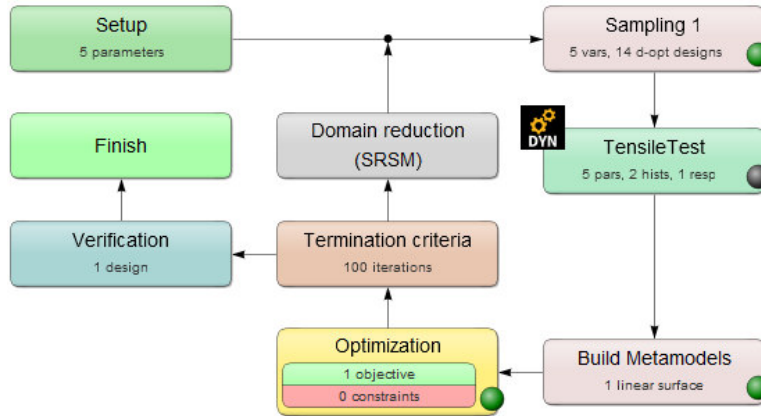 Setup
5 parameters
Sampling 1
5 vars, 14 d-opt designs
Finish
Domain reduction
(SRSM)
DYN
TensileTest
5 pars, 2 hists, 1 resp
Verification
1 design
Termination criteria
100 iterations
Optimization
1 objective
0 constraints
Build Metamodels
1 linear surface